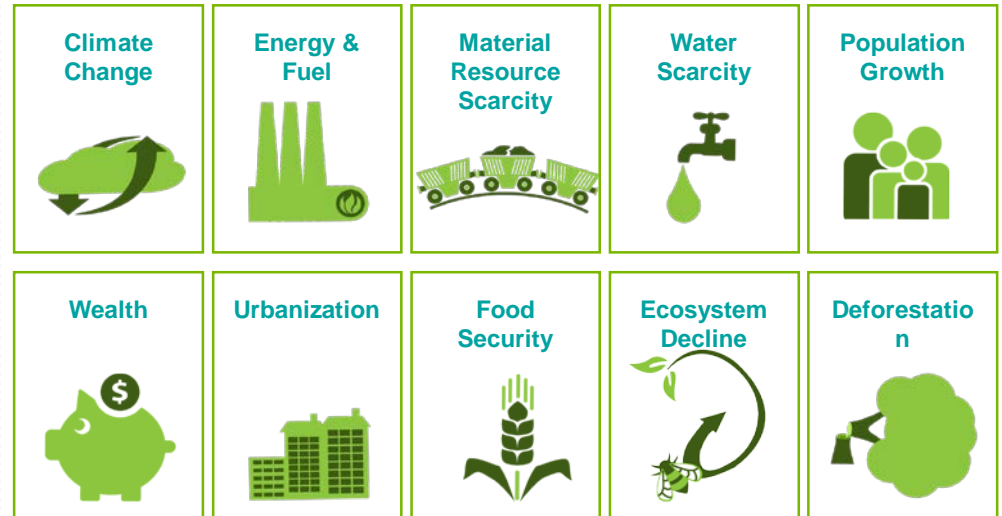 Climate
Change
Energy &
Fuel
Material
Resource
Scarcity
Water
Scarcity
Population
Growth
Wealth
$
Urbanization
Food
Security
Ecosystem
Decline
Deforestatio
n